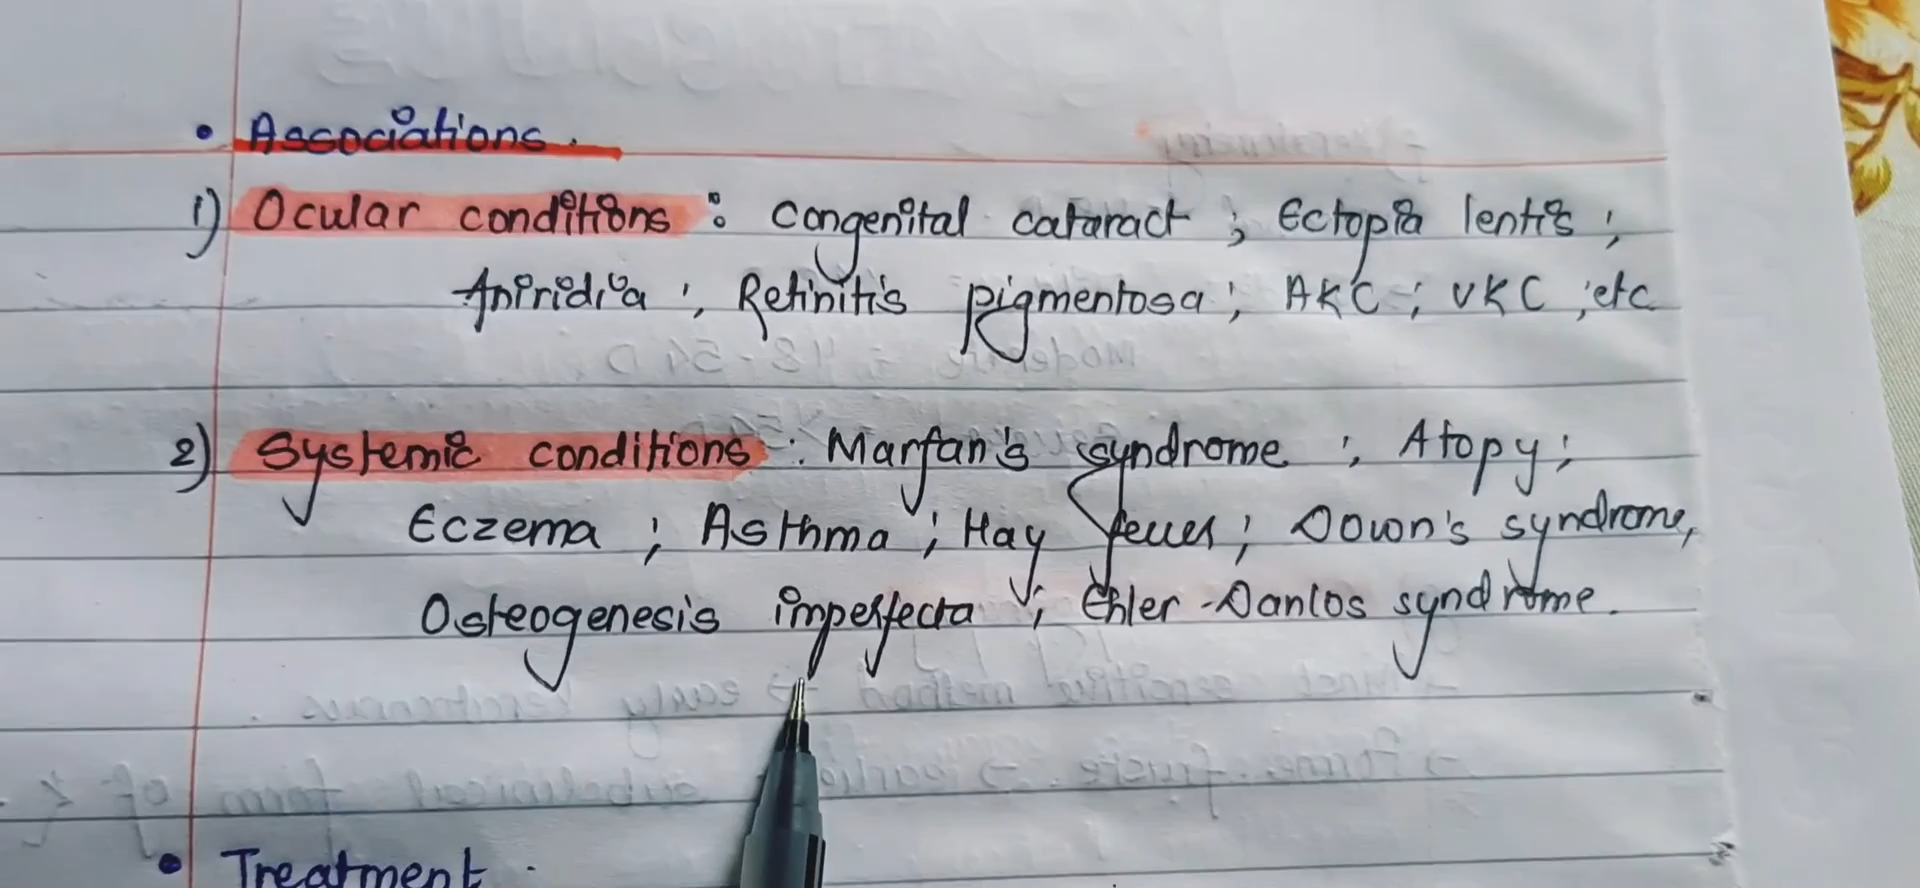 • Associations.
1) Ocular conditions : Congenital cataract ; Ectopia lentis ;
Aniridia ; Retinitis pigmentosa ; AKC ; VKC ; etc
2) Systemic conditions : Marfan's syndrome ; Atopy ;
Eczema ; Asthma ; Hay fever ; Down's syndrome,
Osteogenesis imperfecta ; Ehler-Danlos syndrome.
• Treatment.